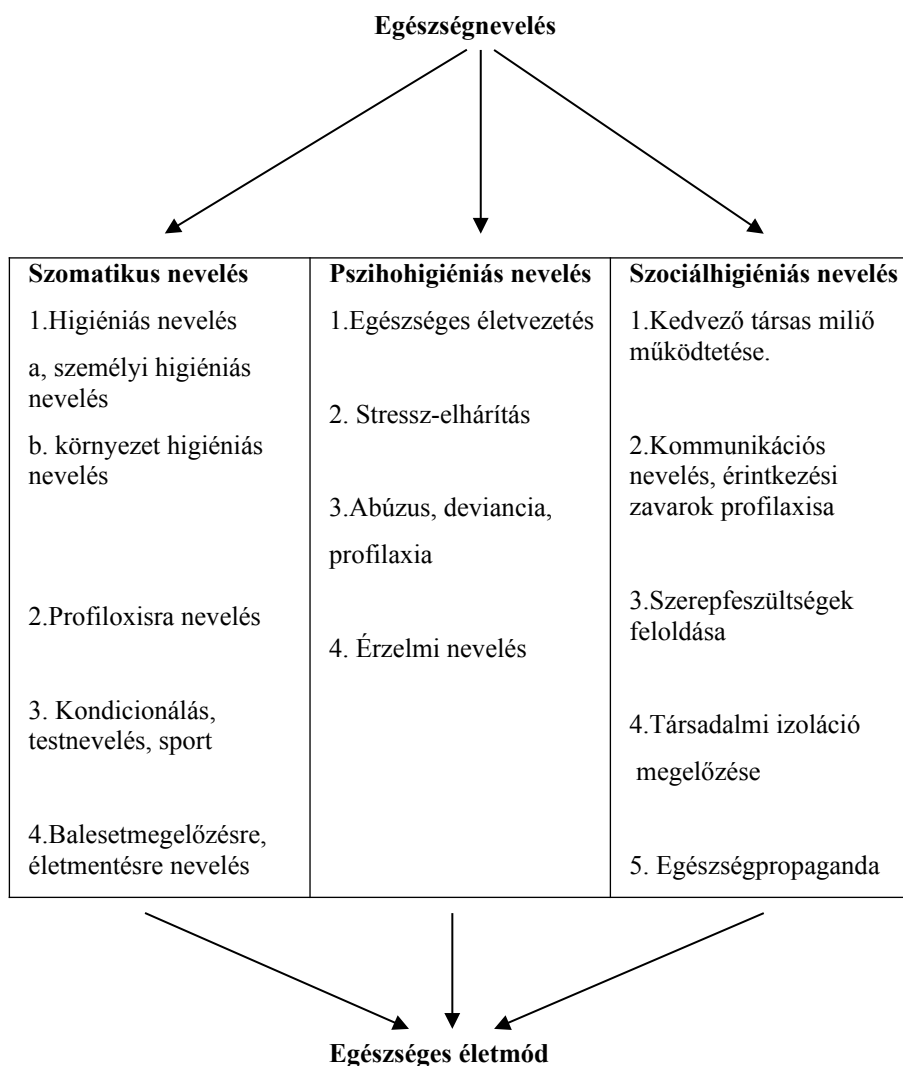 Egészségnevelés
Szomatikus nevelés
1.Higiéniás nevelés
a, személyi higiéniás
nevelés
b. környezet higiéniás
nevelés
2.Profiloxisra nevelés
3. Kondicionálás,
testnevelés, sport
4.Balesetmegelőzésre,
életmentésre nevelés
Pszihohigiéniás nevelés
1.Egészséges életvezetés
2. Stressz-elhárítás
3.Abúzus, deviancia,
profilaxia
4. Érzelmi nevelés
Szociálhigiéniás nevelés
1.Kedvező társas miliő
működtetése.
2.Kommunikációs
nevelés, érintkezési
zavarok profilaxisa
3.Szerepfeszültségek
feloldása
4.Társadalmi izoláció
megelőzése
5. Egészségpropaganda
Egészséges életmód